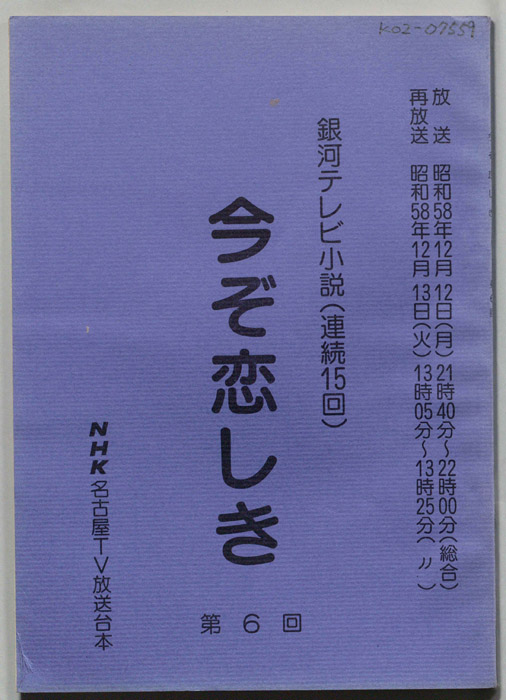 K02-07559
放送 昭和58年12月12日(月)21時40分~22時00分(総合)
再放送 昭和58年12月13日(火)13時05分~13時25分(〃)
銀河テレビ小説(連続15回)
今ぞ恋しき
第6回
NHK名古屋TV放送台本